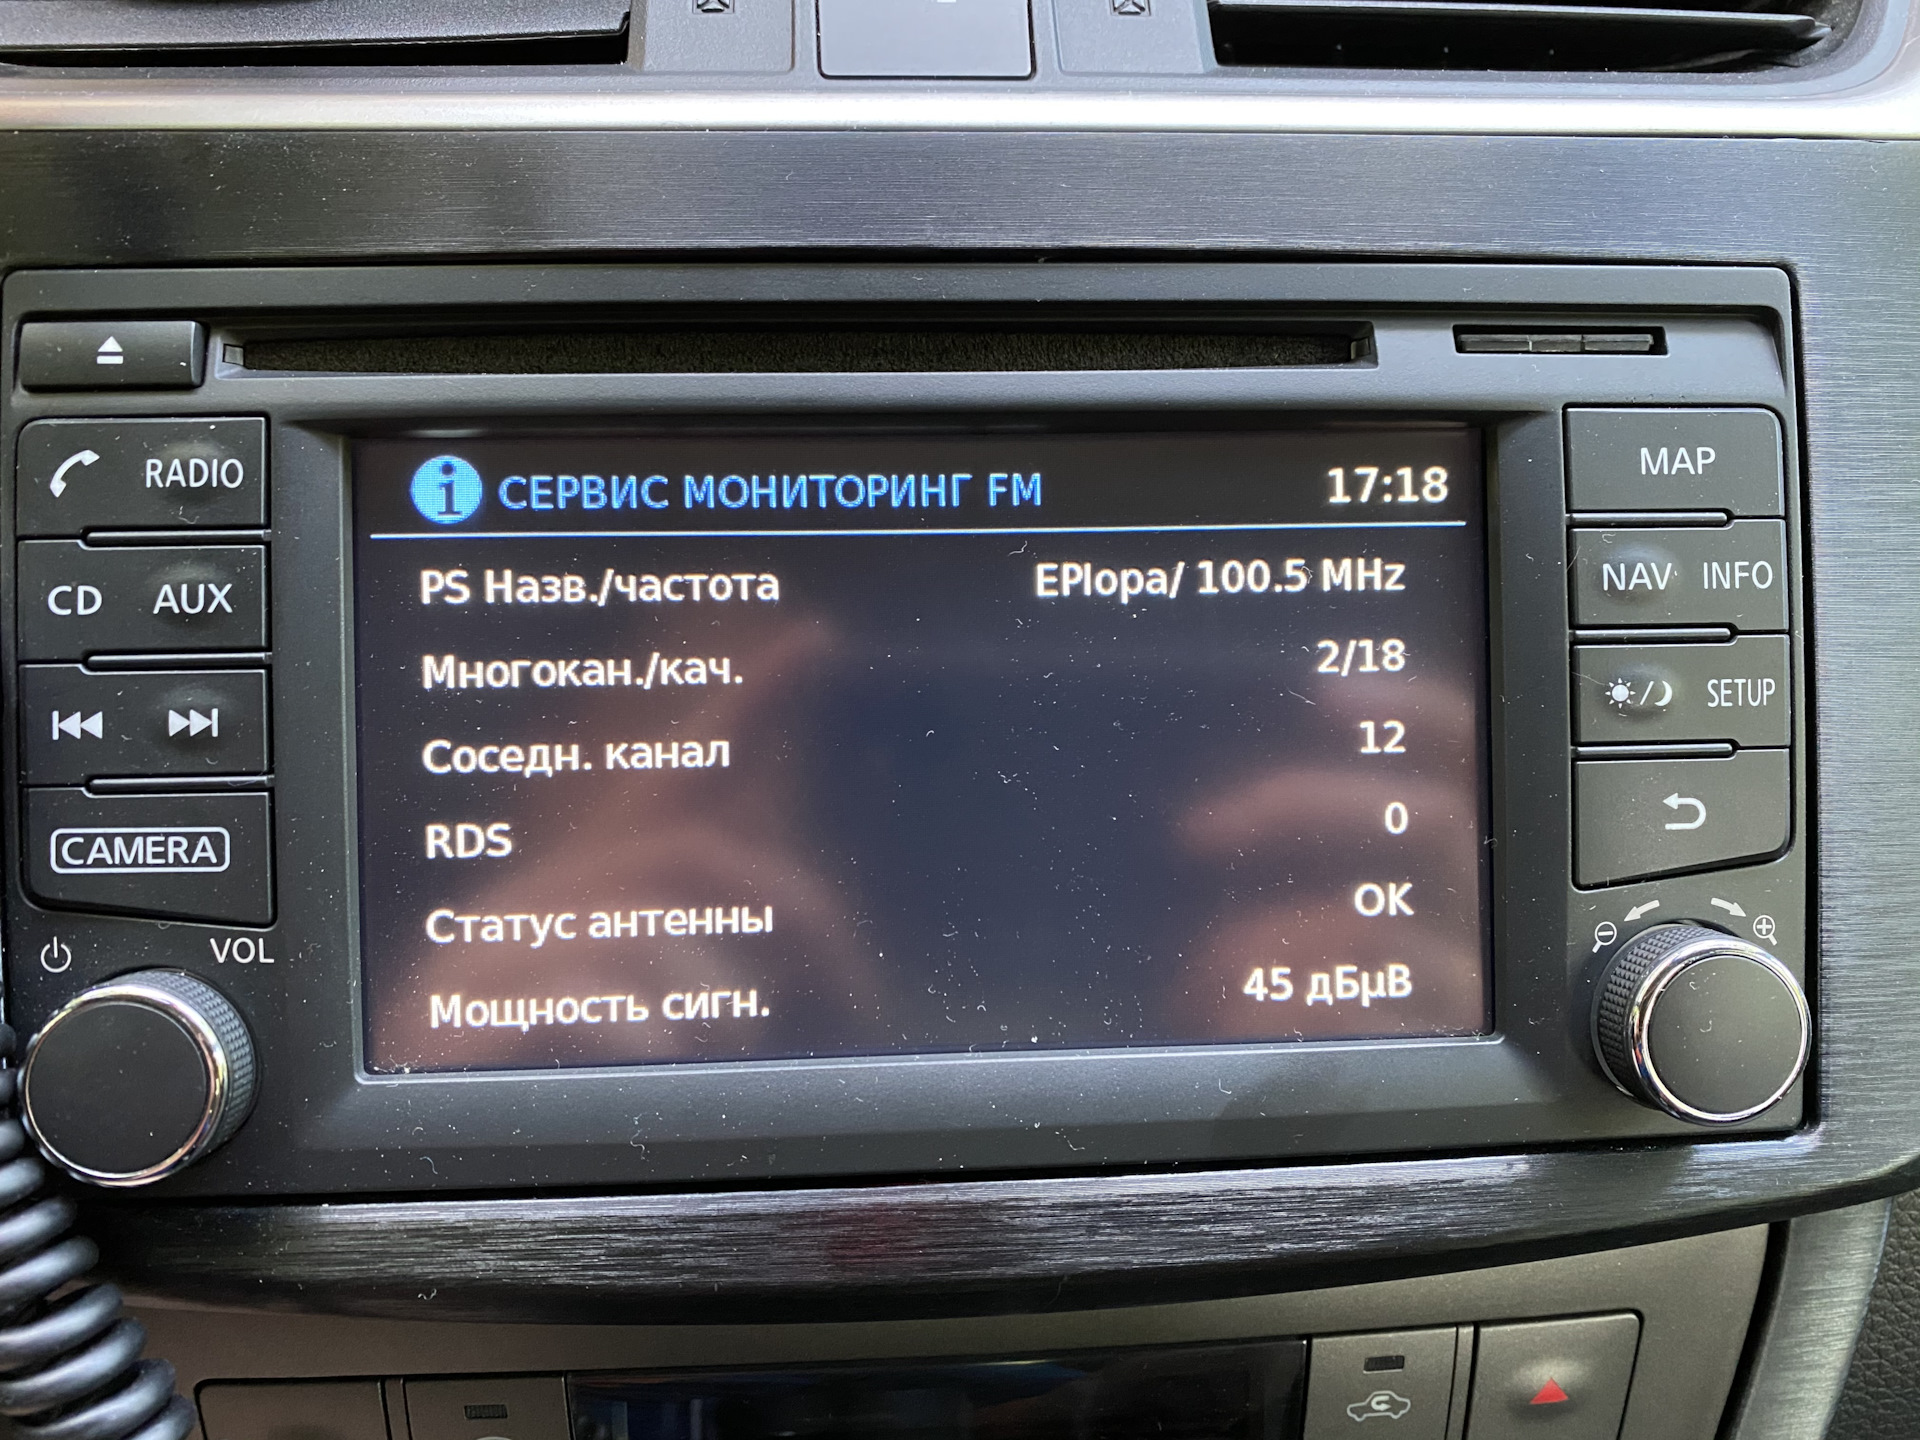 RADIO
CD AUX
CAMERA
VOL
СЕРВИС МОНИТОРИНГ FM 17:18
PS Назв./частота EPlopa/ 100.5 MHz
Многокан./кач. 2/18
Соседн. канал 12
RDS 0
Статус антенны OK
Мощность сигн. 45 дБµВ
MAP
NAV INFO
SETUP